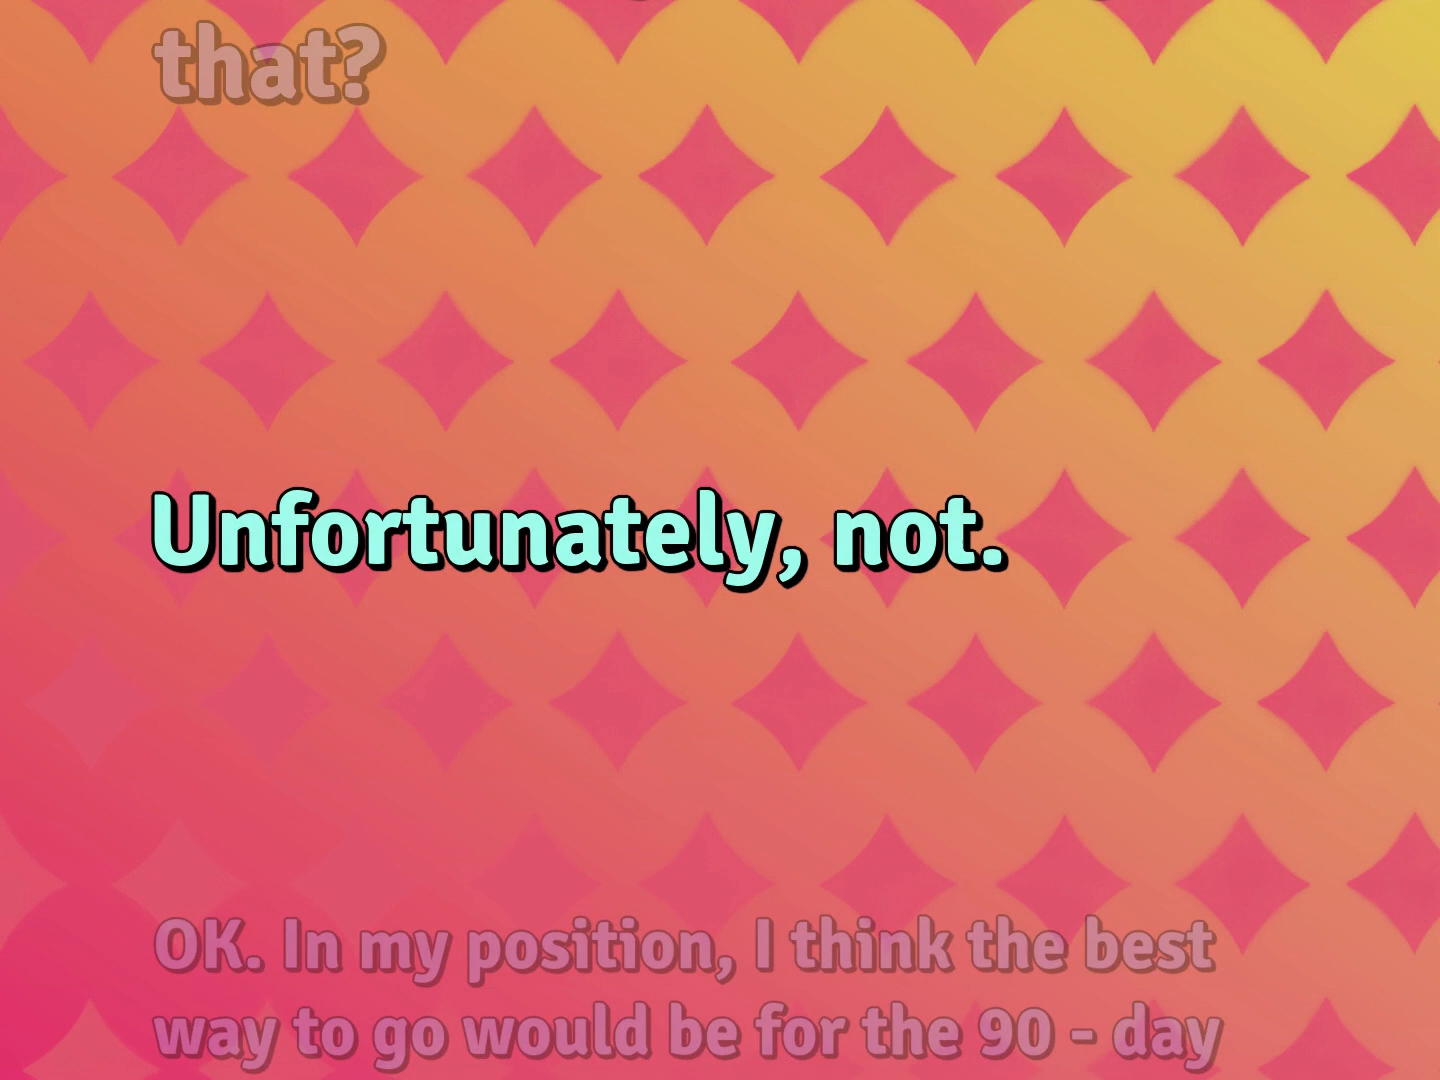 that?
Unfortunately, not.
OK. In my position, I think the best
way to go would be for the 90 - day